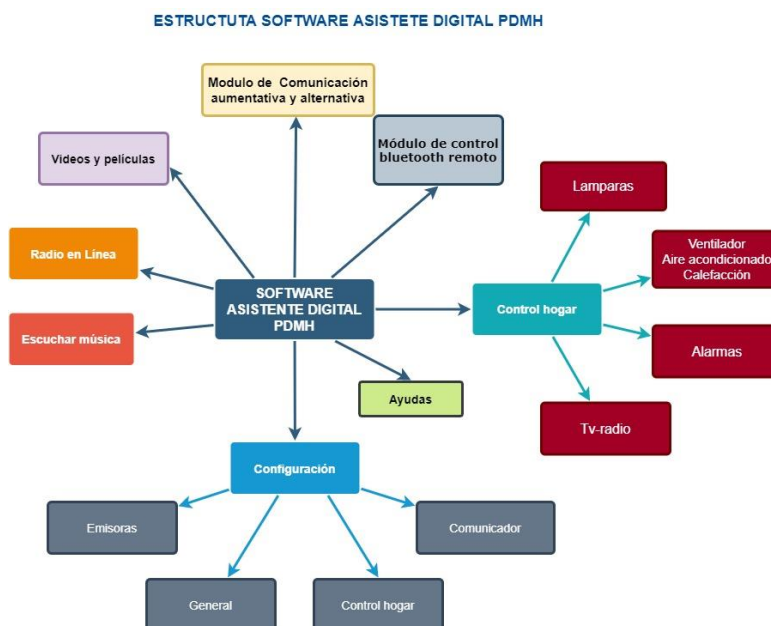 ESTRUCTUTA SOFTWARE ASISTETE DIGITAL PDMH
Modulo de Comunicación
aumentativa y alternativa
Módulo de control
bluetooth remoto
Videos y películas
Lamparas
Radio en Línea
Ventilador
Aire acondicionado
Calefacción
SOFTWARE
ASISTENTE DIGITAL
PDMH
Control hogar
Escuchar música
Alarmas
Ayudas
Tv-radio
Configuración
Emisoras
Comunicador
General
Control hogar